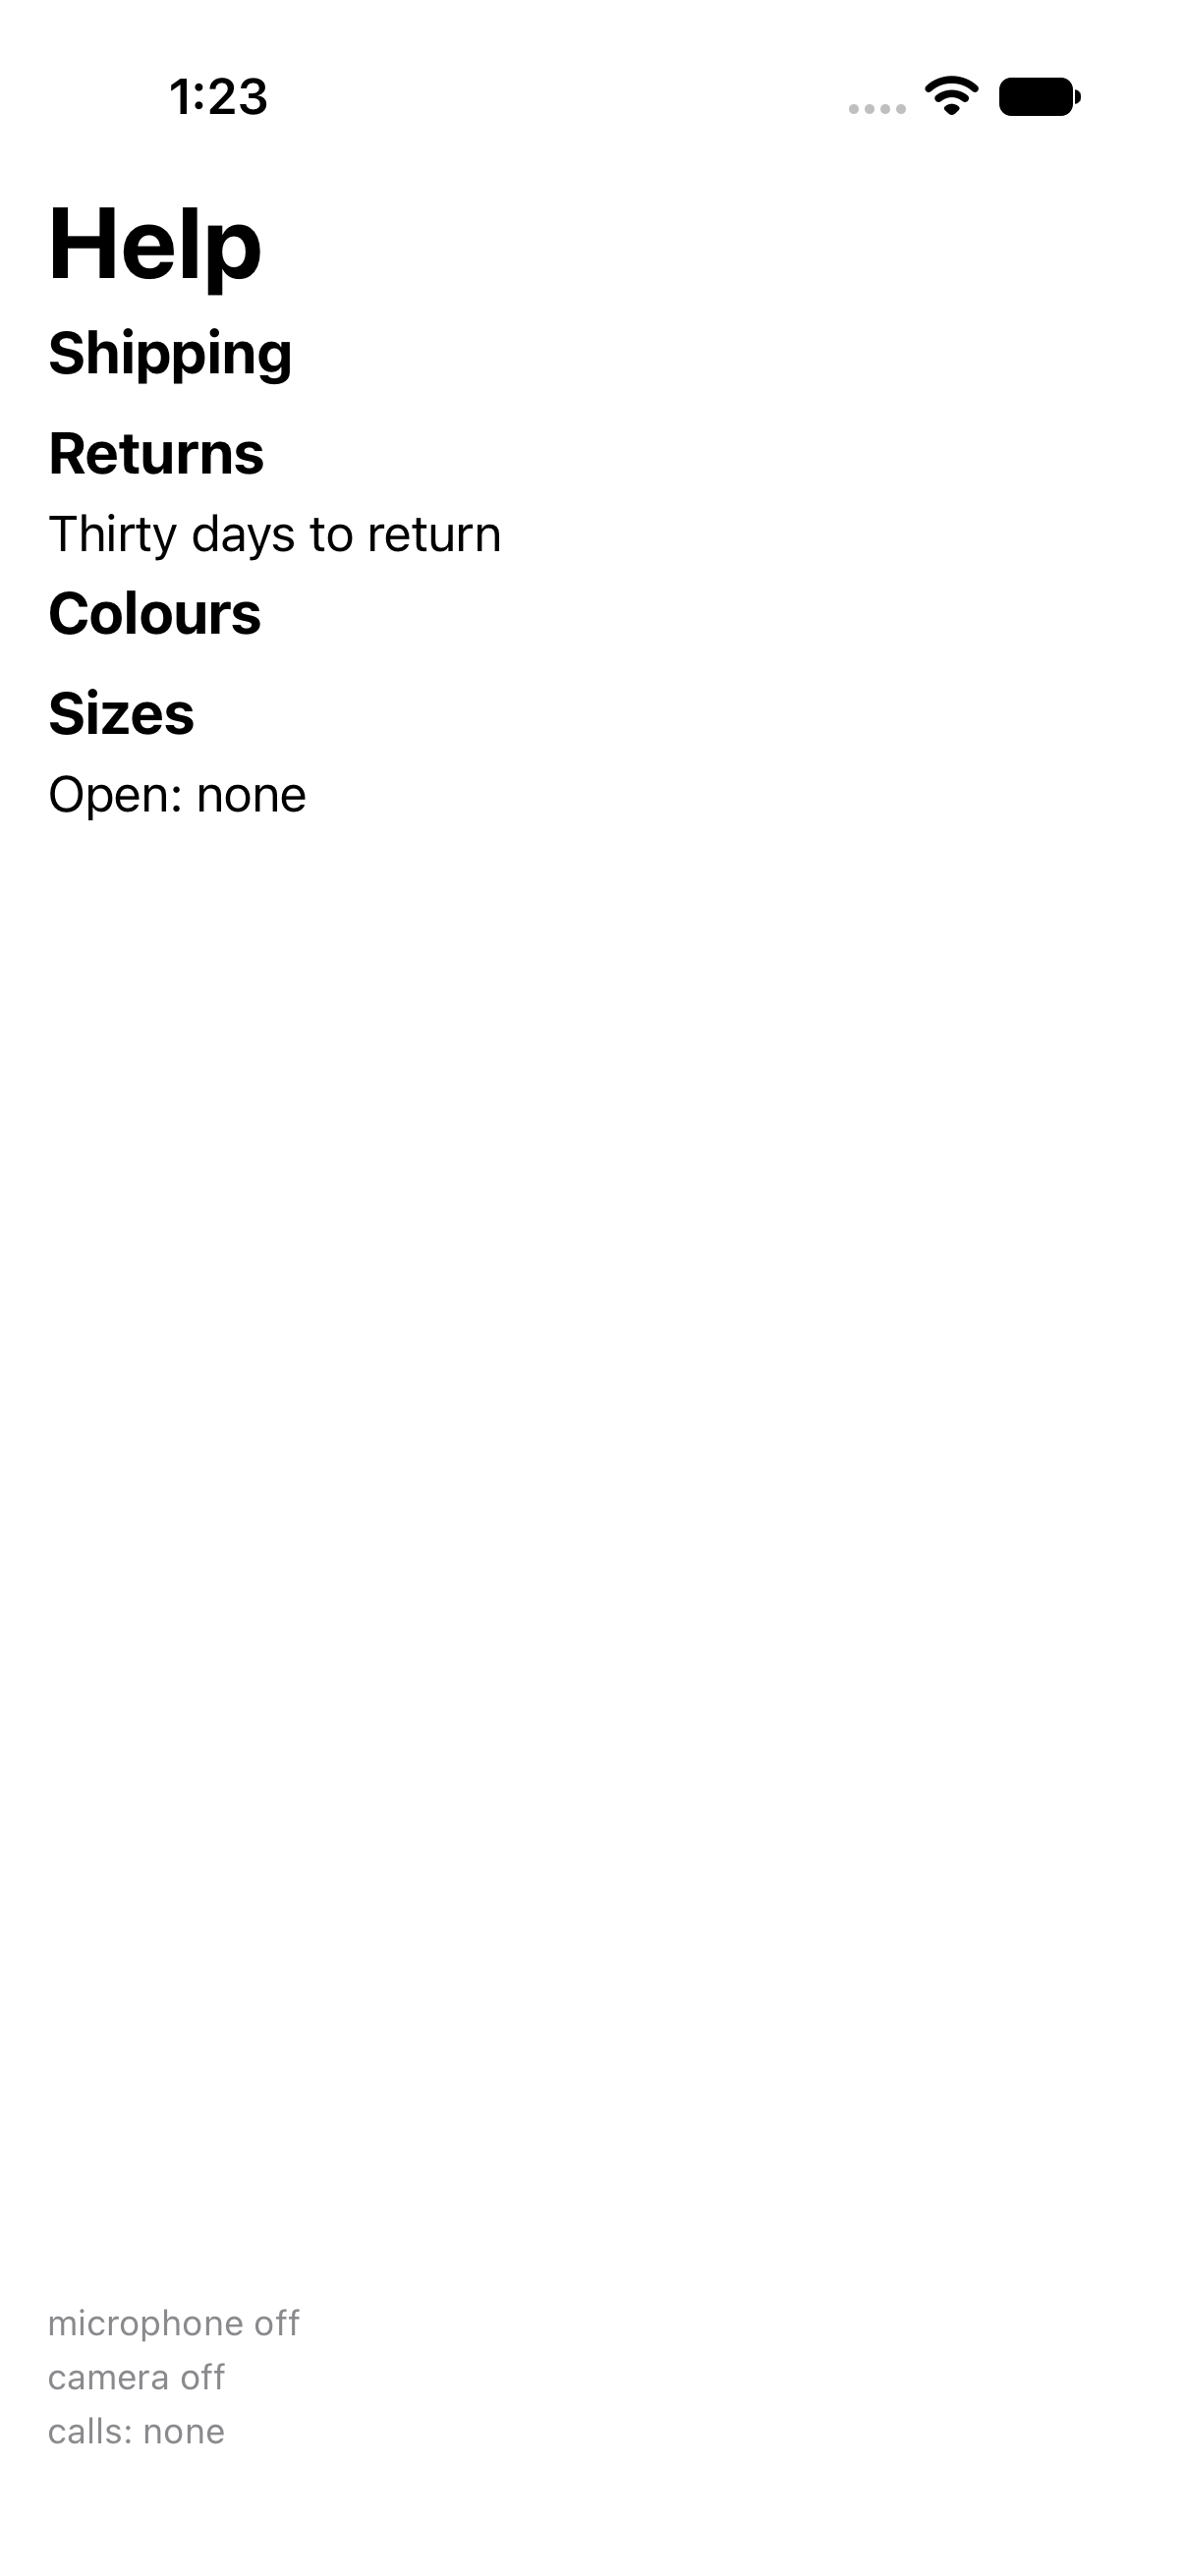 1:23
Help
Shipping
Returns
Thirty days to return
Colours
Sizes
Open: none
microphone off
camera off
calls: none